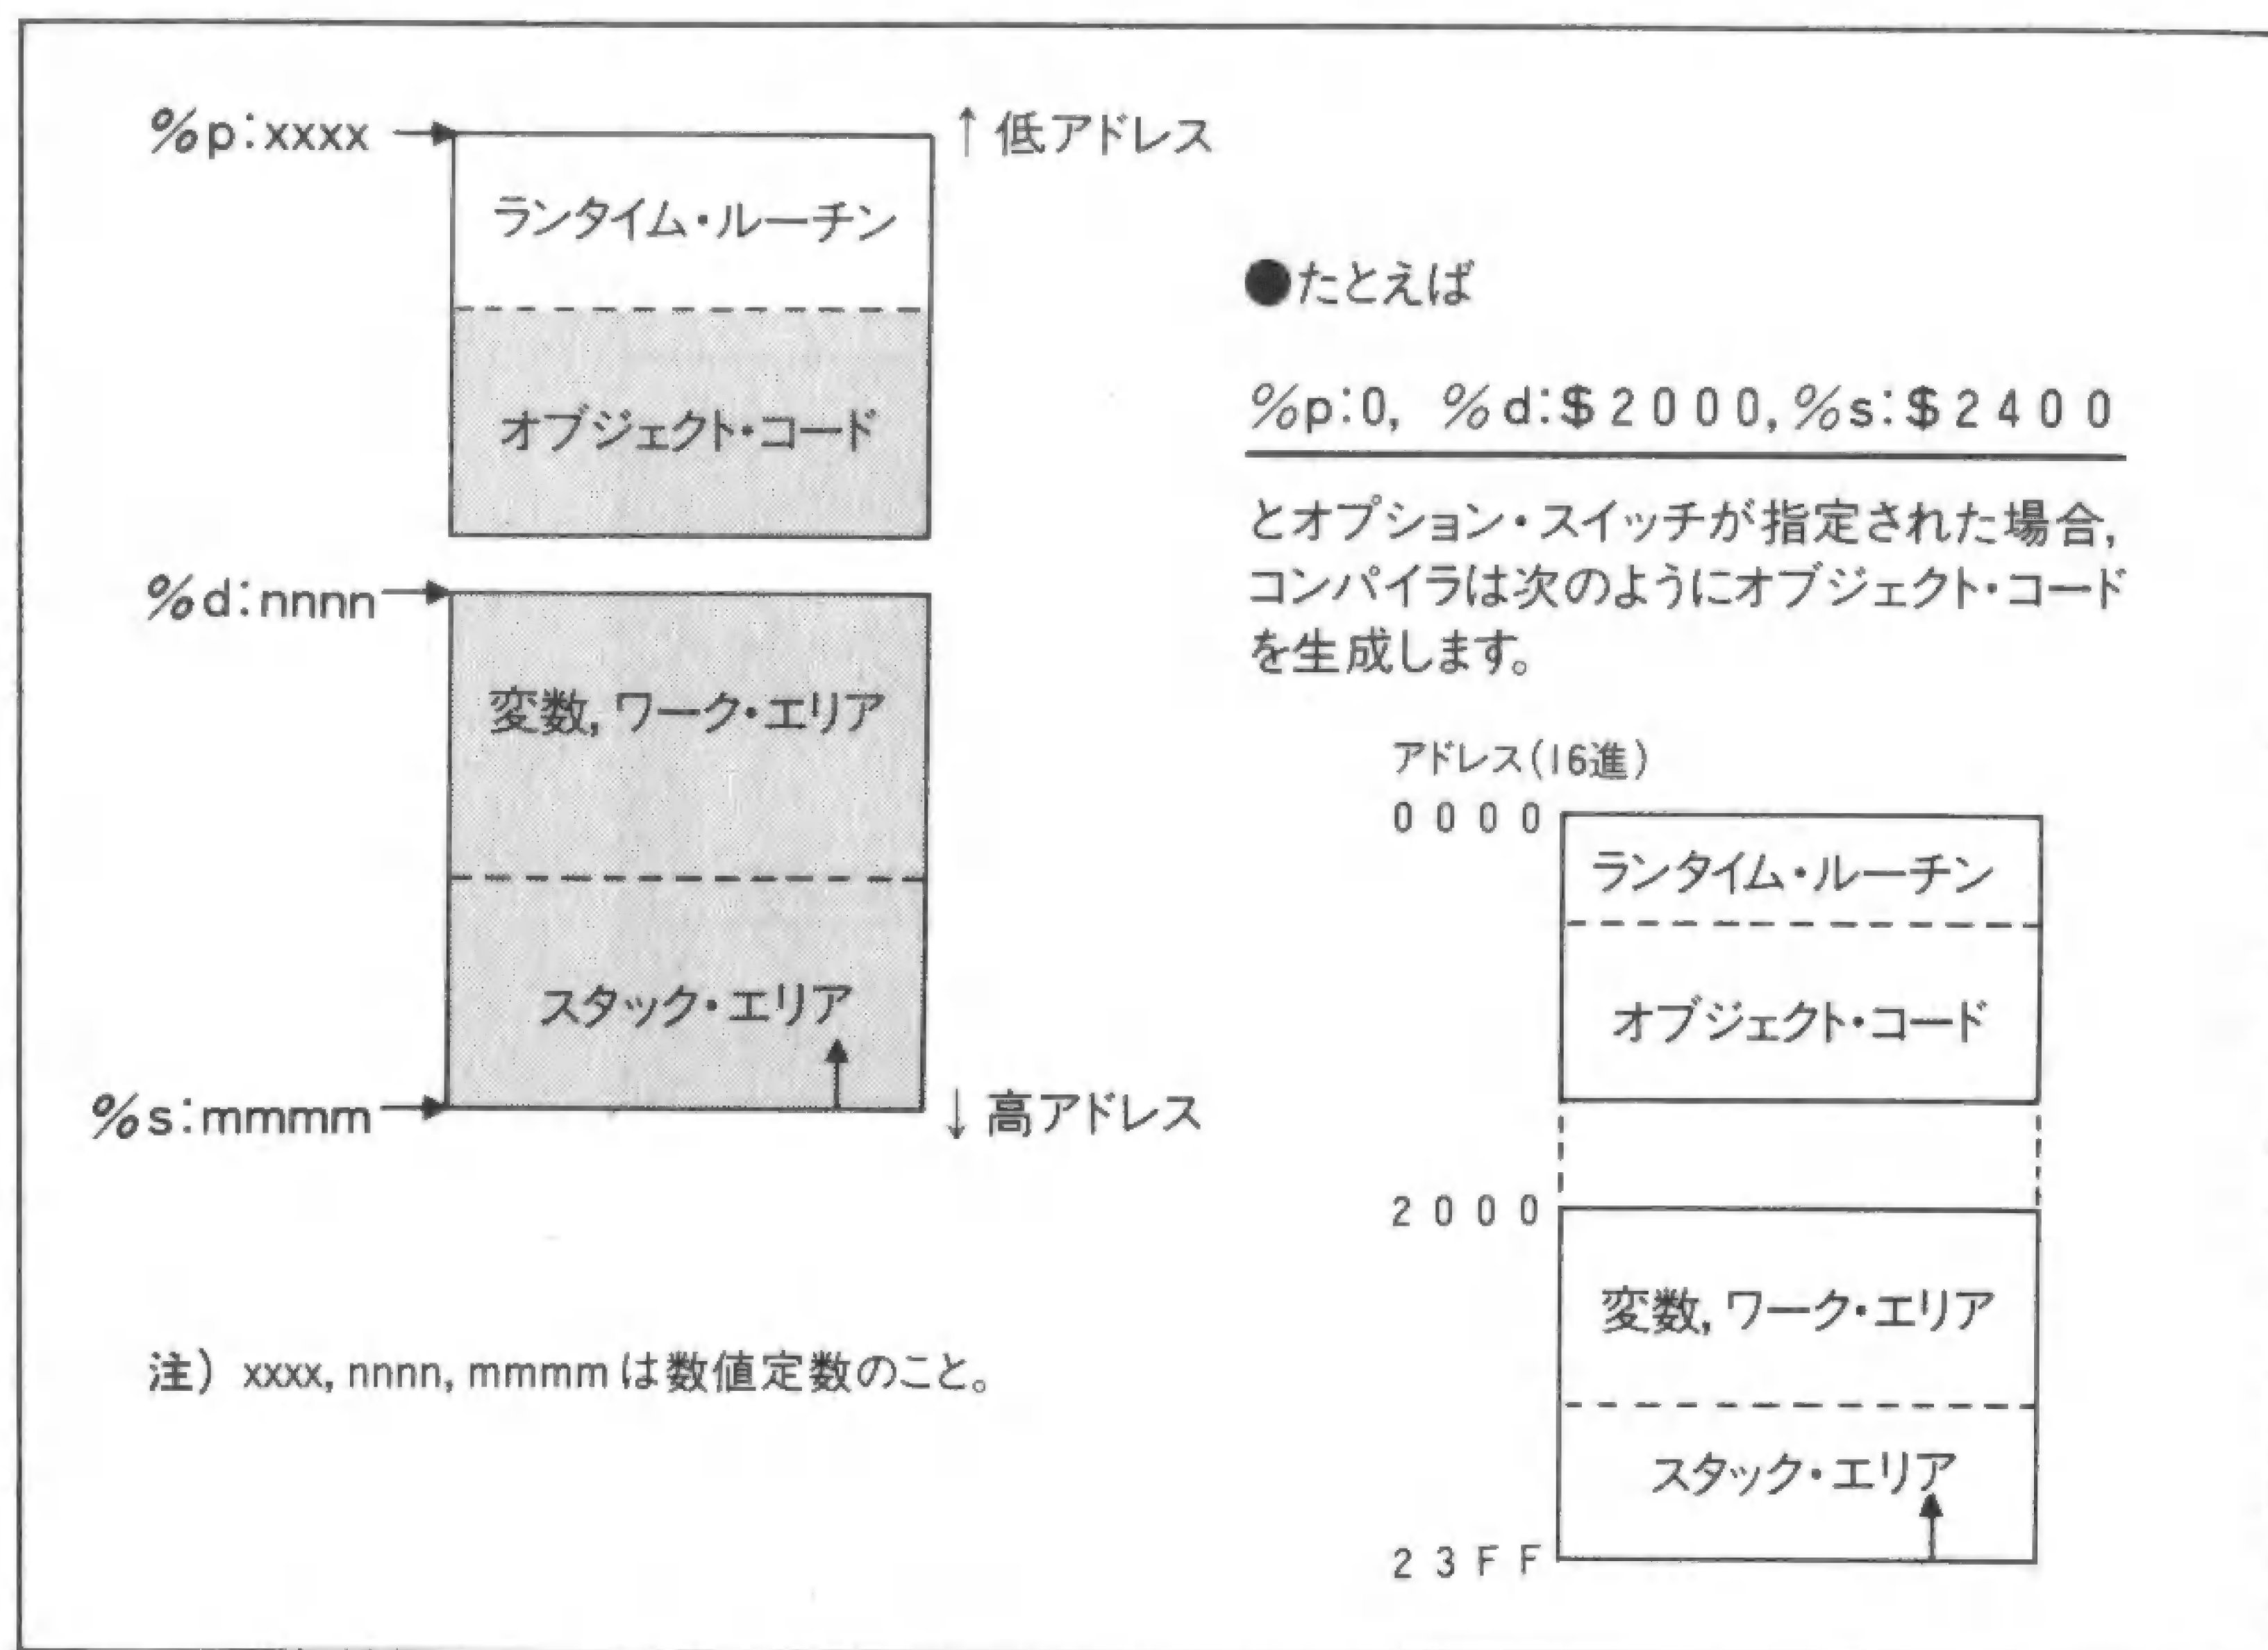 %p:xxxx
↑低アドレス
ランタイム・ルーチン
オブジェクト・コード
%d:nnnn
変数, ワーク・エリア
スタック・エリア
%s:mmmm
↓高アドレス
注) xxxx, nnnn, mmmm は数値定数のこと。
●たとえば
%p:0, %d:$2000,%s:$2400
とオプション・スイッチが指定された場合,
コンパイラは次のようにオブジェクト・コード
を生成します。
アドレス(16進)
0000
ランタイム・ルーチン
オブジェクト・コード
2000
変数, ワーク・エリア
スタック・エリア
23FF